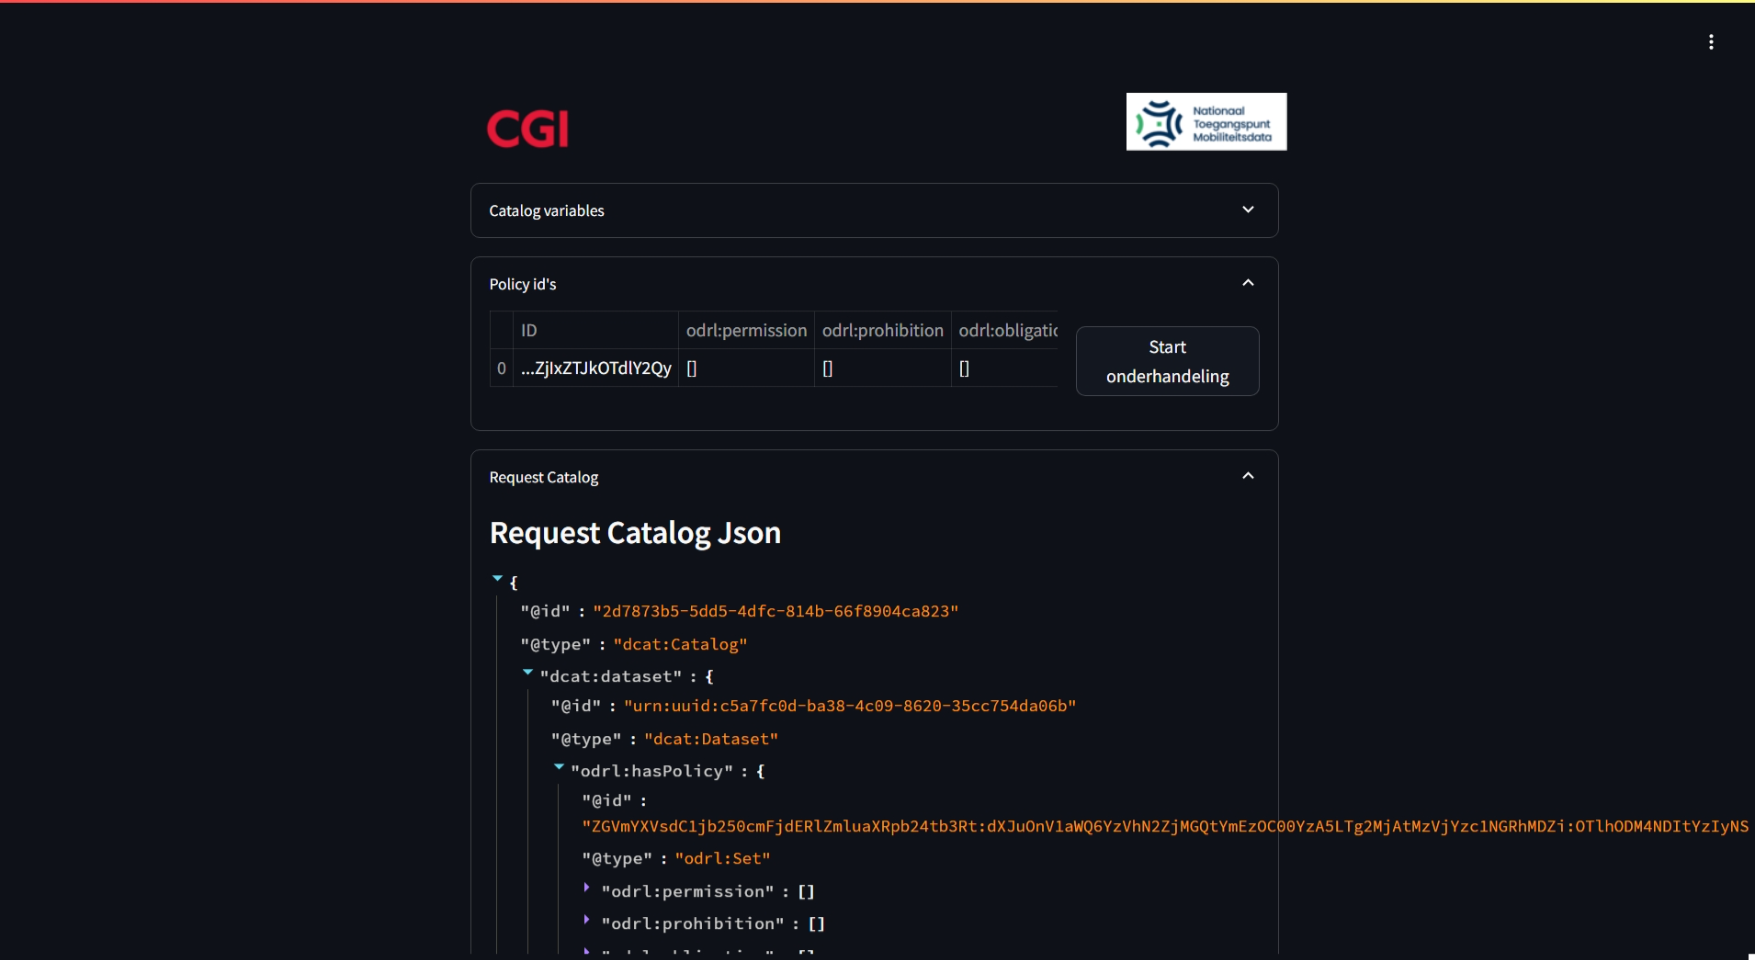 CGI
Nationaal
Toegangspunt
Mobiliteitsdata
Catalog variables
Policy id's
ID odrl:permission odrl:prohibition odrl:obligatic
0 ...ZjIxZTJkOTdlY2Qy [] [] []
Start
onderhandeling
Request Catalog
Request Catalog Json
{
"@id" : "2d7873b5-5dd5-4dfc-814b-66f8904ca823"
"@type" : "dcat:Catalog"
"dcat:dataset" : {
"@id" : "urn:uuid:c5a7fc0d-ba38-4c09-8620-35cc754da06b"
"@type" : "dcat:Dataset"
"odrl:hasPolicy" : {
"@id" :
"ZGVmYXVsdC1jb250cmFjdERlZmluaXRpb24tb3Rt:dXJuOnV1aWQ6YzVhN2ZjMGQtYmEzOC00YzA5LTg2MjAtMzVjYzc1NGRhMDZi:OTlhODM4NDItYzIyNS
"@type" : "odrl:Set"
"odrl:permission" : []
"odrl:prohibition" : []